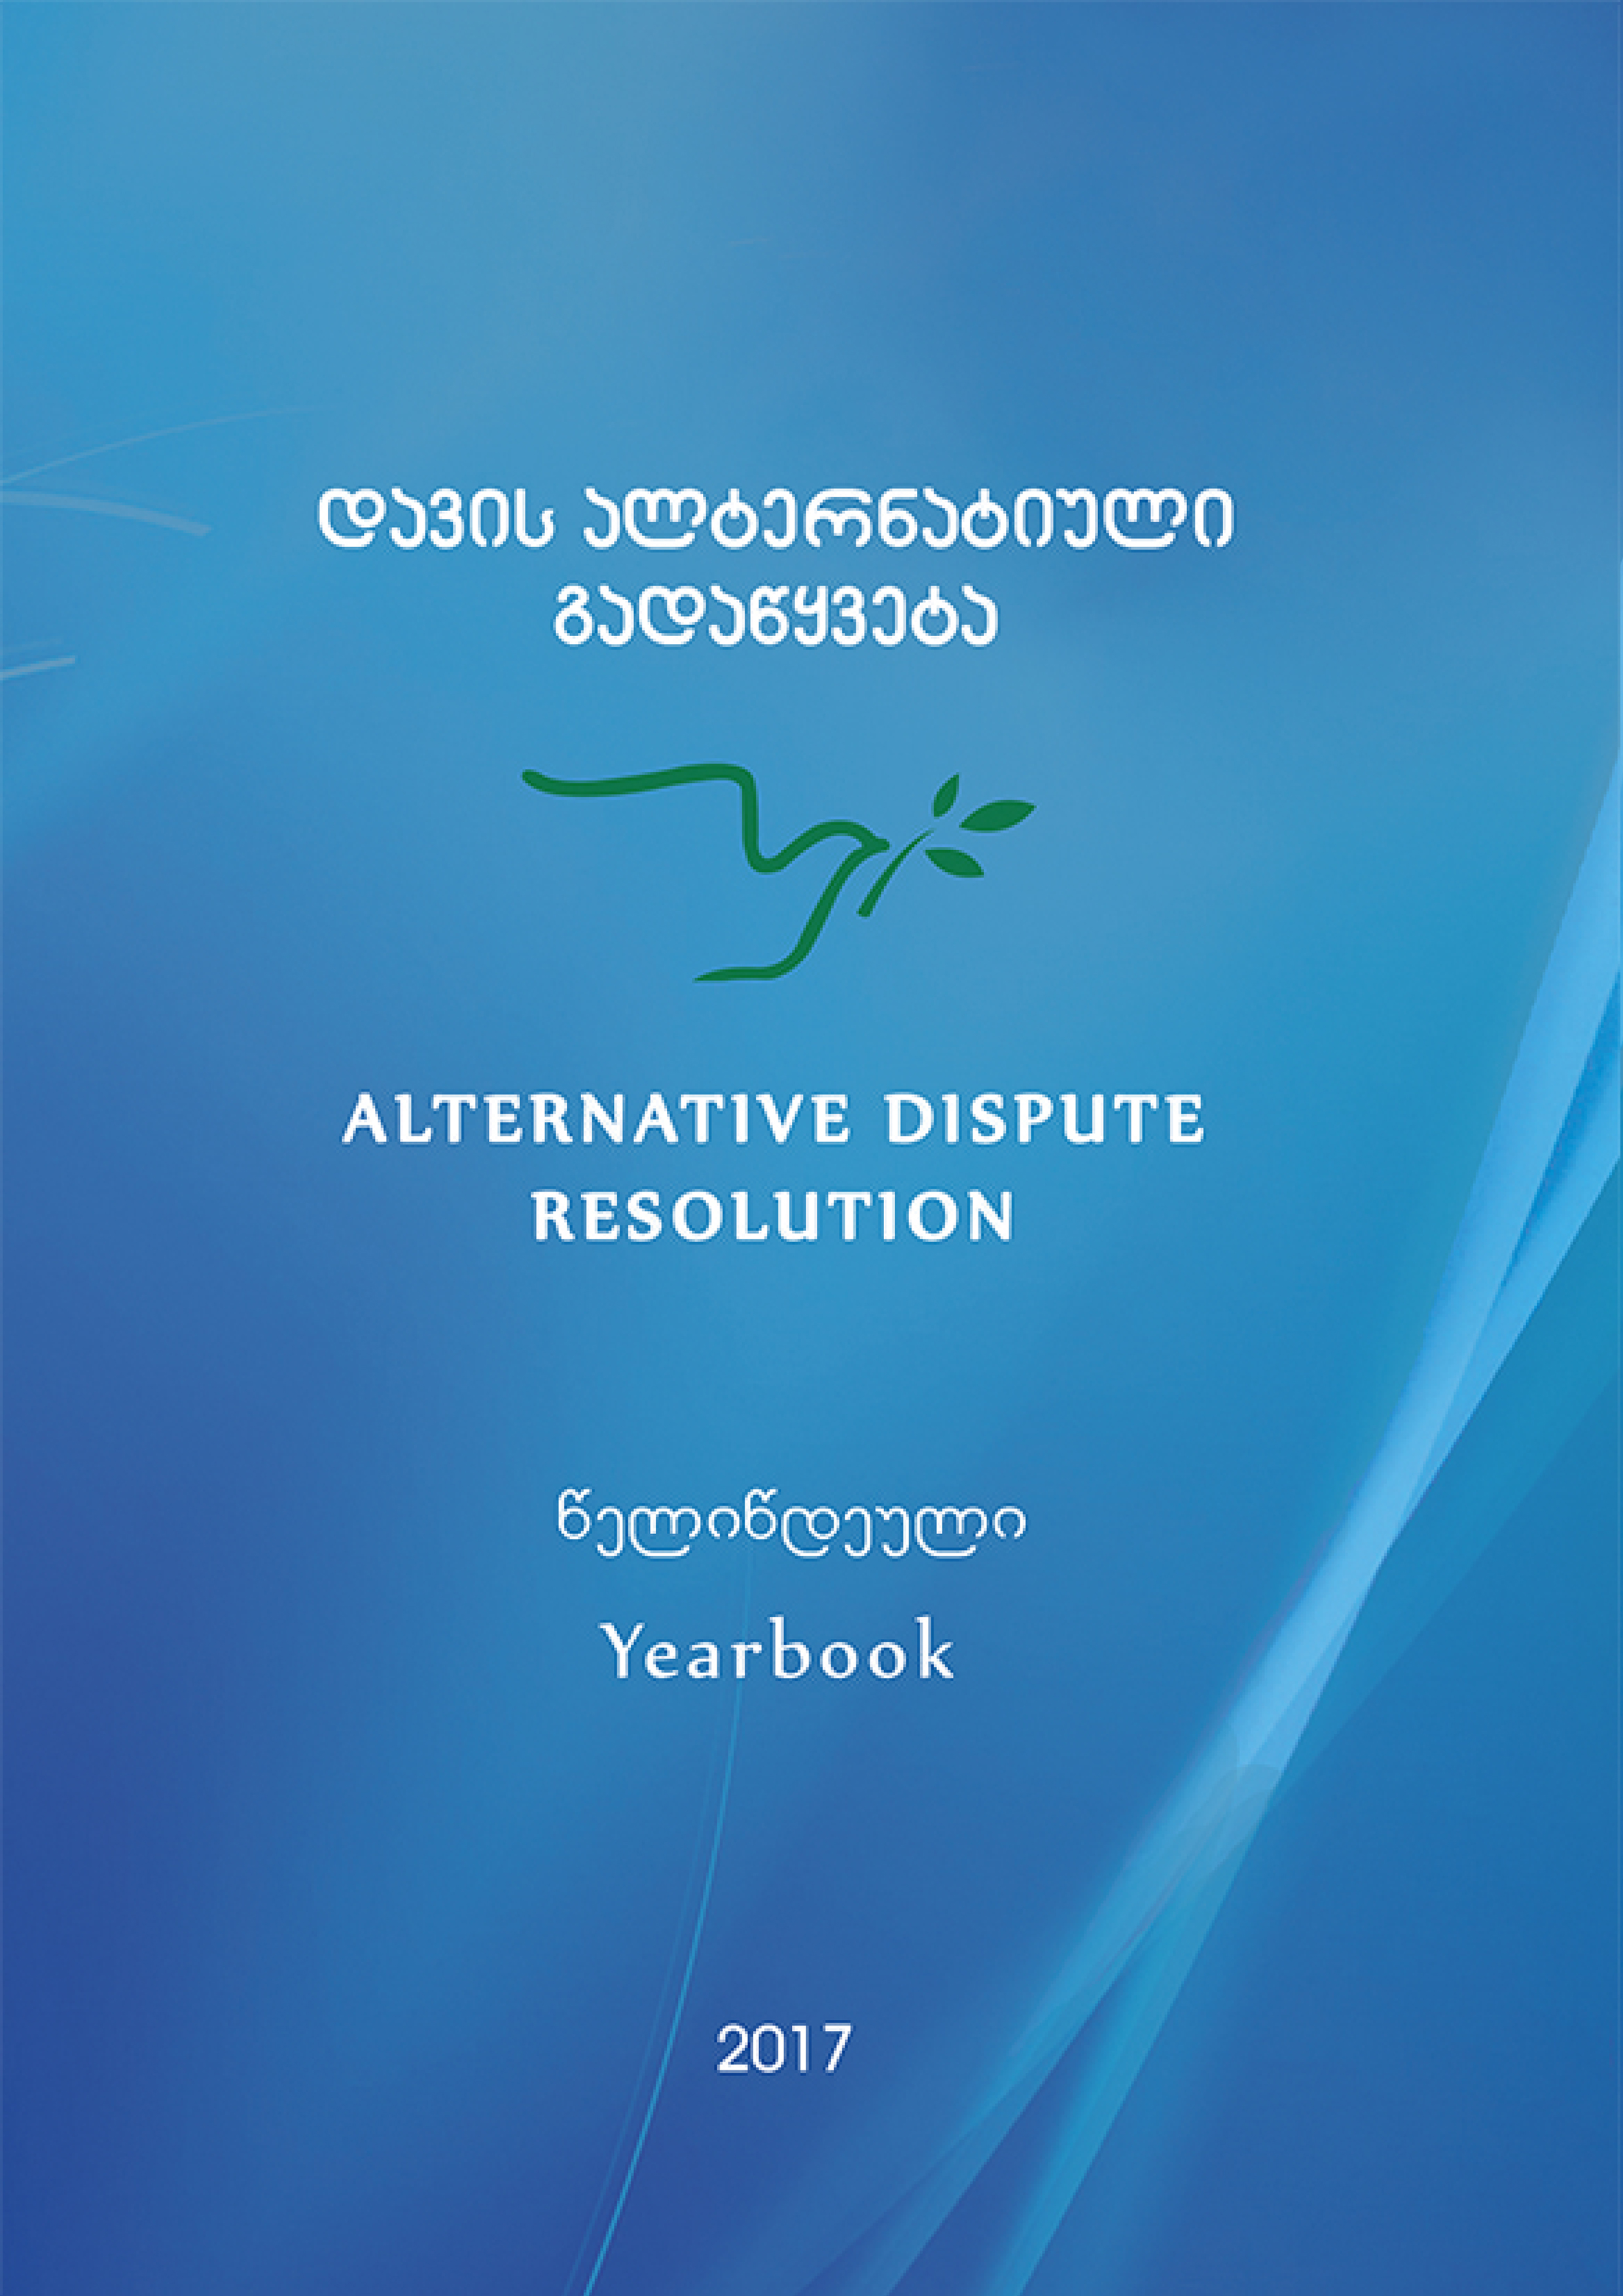 დავის ალტერნატიული
გადაწყვეტა
ALTERNATIVE DISPUTE
RESOLUTION
წელიწდეული
Yearbook
2017